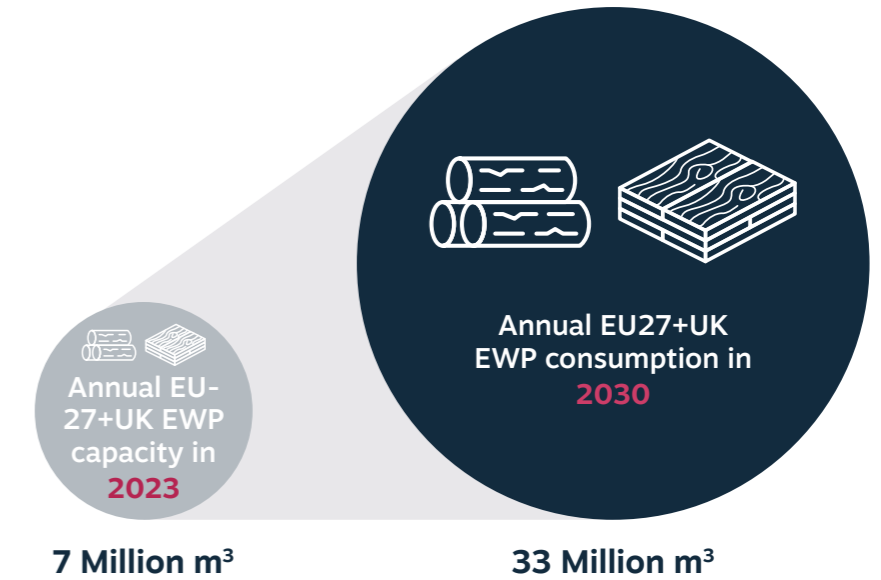 Annual EU-
27+UK EWP
capacity in
2023
7 Million m³
Annual EU27+UK
EWP consumption in
2030
33 Million m³